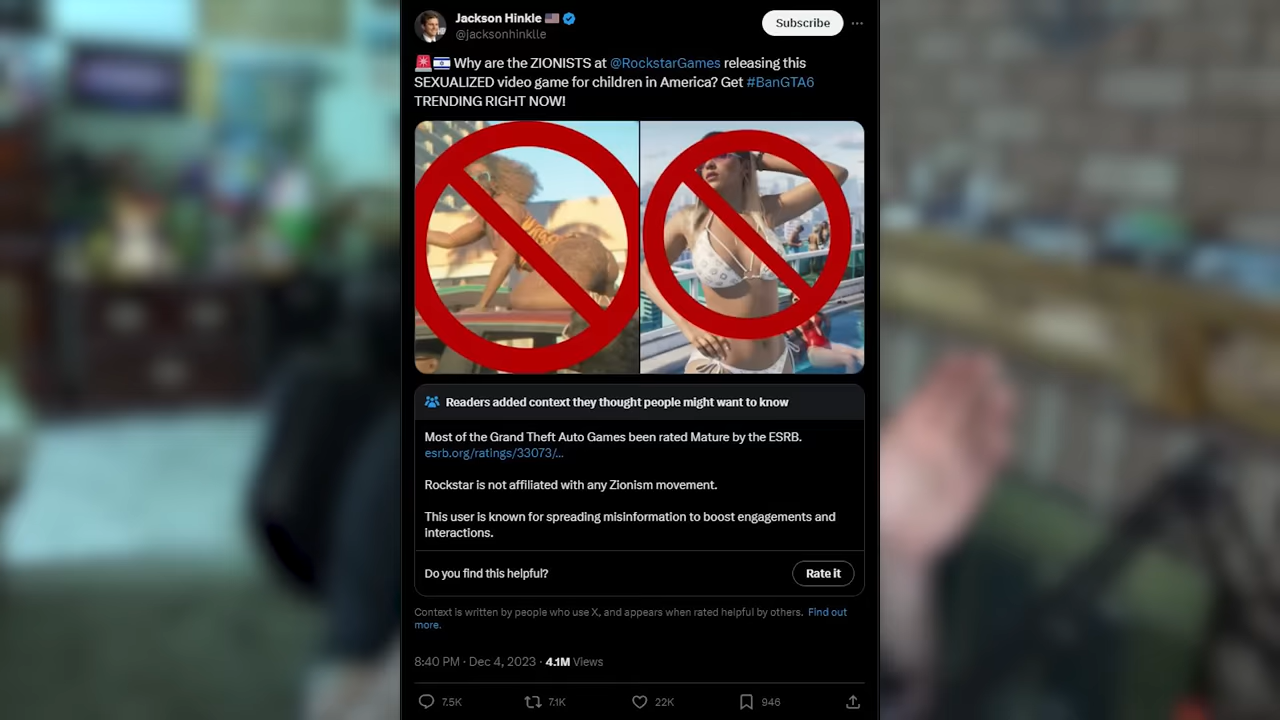 Jackson Hinkle 🇺🇸
@jacksonhinklle
Subscribe
🚨🇮🇱 Why are the ZIONISTS at @RockstarGames releasing this
SEXUALIZED video game for children in America? Get #BanGTA6
TRENDING RIGHT NOW!
Readers added context they thought people might want to know
Most of the Grand Theft Auto Games been rated Mature by the ESRB.
esrb.org/ratings/33073/…
Rockstar is not affiliated with any Zionism movement.
This user is known for spreading misinformation to boost engagements and
interactions.
Do you find this helpful?
Rate it
Context is written by people who use X, and appears when rated helpful by others. Find out
more.
8:40 PM · Dec 4, 2023 · 4.1M Views
7.5K 7.1K 22K 946